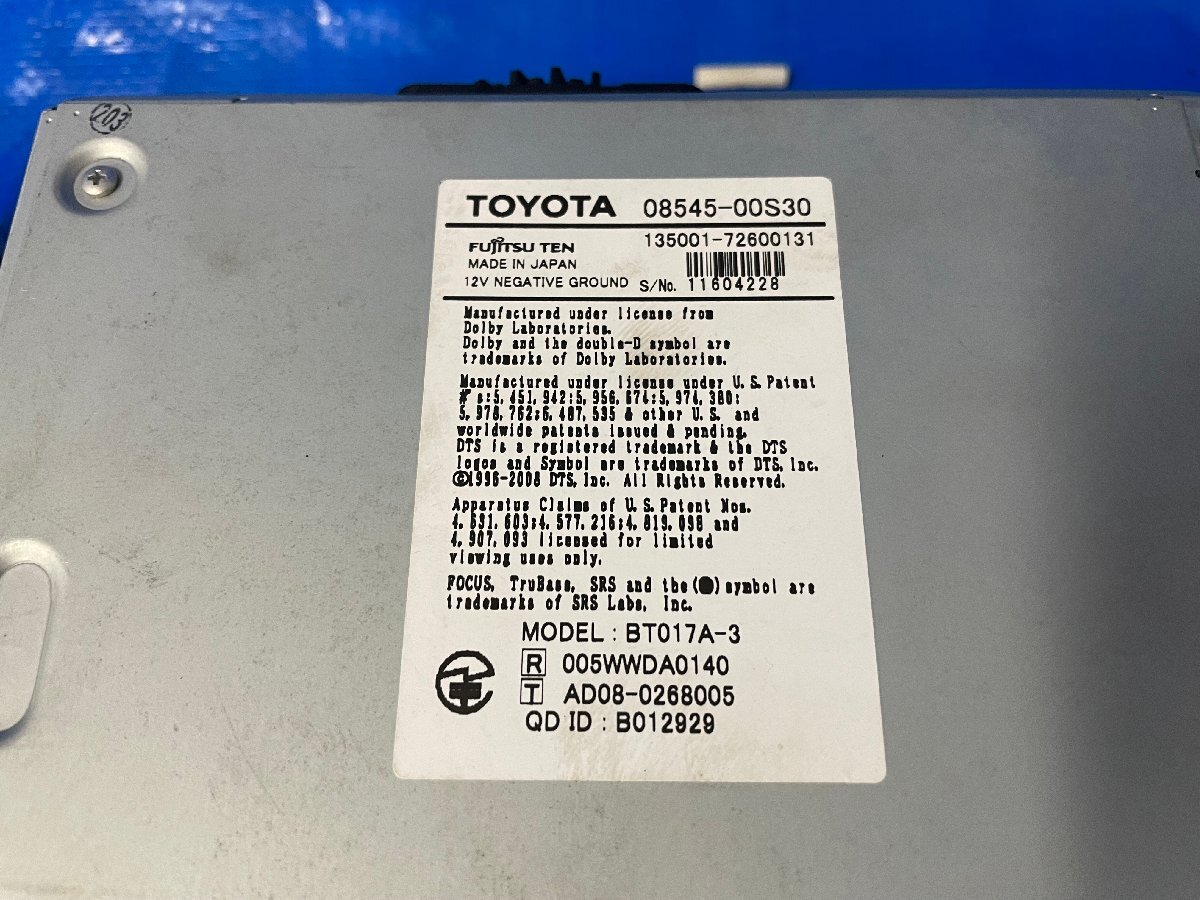 203
TOYOTA 08545-00S30
FUJITSU TEN 135001-72600131
MADE IN JAPAN
12V NEGATIVE GROUND S/No. 11604228
Manufactured under license from
Dolby Laboratories.
Dolby and the double-D symbol are
trademarks of Dolby Laboratories.
Manufactured under license under U.S. Patent
#'s:5,451,942;5,956,674;5,974,380;
5,978,762;6,487,535 & other U.S. and
worldwide patents issued & pending.
DTS is a registered trademark & the DTS
logos and Symbol are trademarks of DTS, Inc.
©1996-2008 DTS, Inc. All Rights Reserved.
Apparatus Claims of U.S. Patent Nos.
4,631,603;4,577,216;4,819,098 and
4,907,093 licensed for limited
viewing uses only.
FOCUS, TruBass, SRS and the (●) symbol are
trademarks of SRS Labs, Inc.
MODEL : BT017A-3
R 005WWDA0140
T AD08-0268005
QD ID : B012929